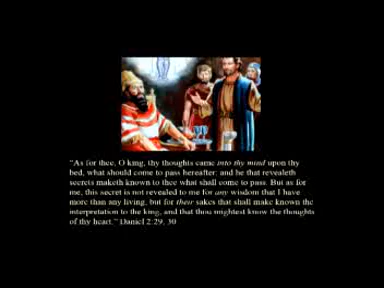 "As for thee, O king, thy thoughts came into thy mind upon thy
bed, what should come to pass hereafter: and he that revealeth
secrets maketh known to thee what shall come to pass. But as for
me, this secret is not revealed to me for any wisdom that I have
more than any living, but for their sakes that shall make known the
interpretation to the king, and that thou mightest know the thoughts
of thy heart." Daniel 2:29, 30